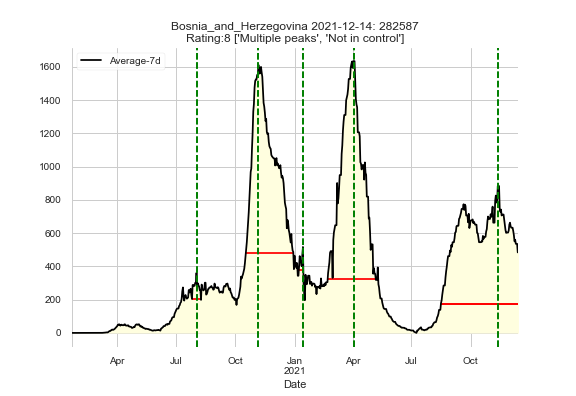 Bosnia_and_Herzegovina 2021-12-14: 282587
Rating:8 ['Multiple peaks', 'Not in control']
Average-7d
1600
1400
1200
1000
800
600
400
200
0
Apr Jul Oct Jan Apr Jul Oct
2021
Date